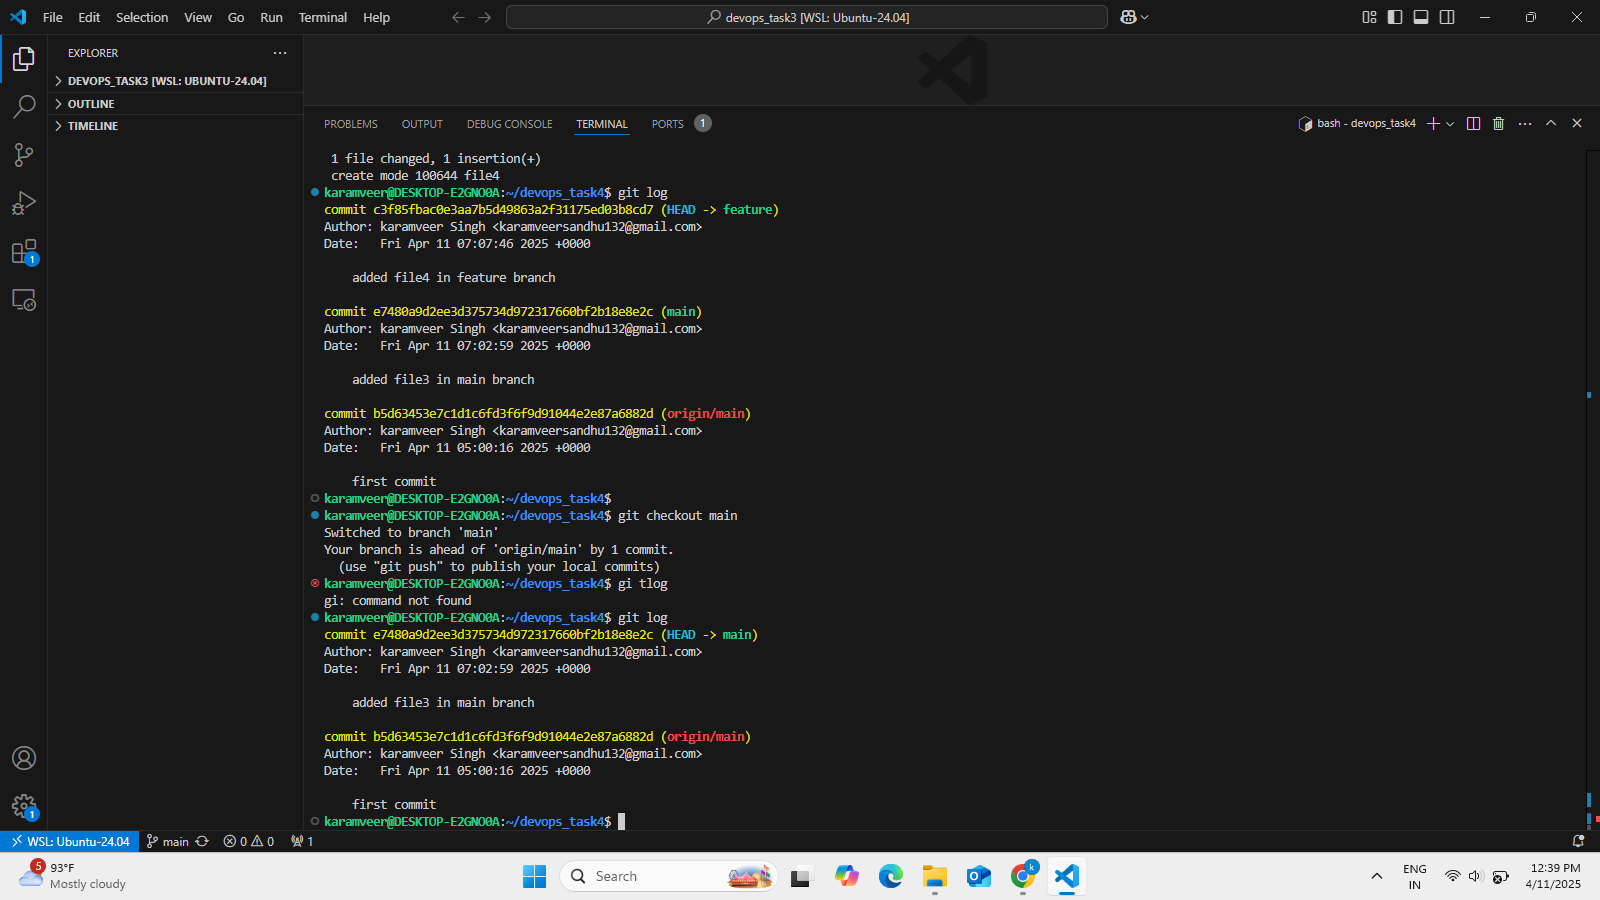 File Edit Selection View Go Run Terminal Help
devops_task3 [WSL: Ubuntu-24.04]
EXPLORER
DEVOPS_TASK3 [WSL: UBUNTU-24.04]
OUTLINE
TIMELINE
PROBLEMS OUTPUT DEBUG CONSOLE TERMINAL PORTS 1
bash - devops_task4
1 file changed, 1 insertion(+)
create mode 100644 file4
karamveer@DESKTOP-E2GNO0A:~/devops_task4$ git log
commit c3f85fbac0e3aa7b5d49863a2f31175ed03b8cd7 (HEAD -> feature)
Author: karamveer Singh <karamveersandhu132@gmail.com>
Date:   Fri Apr 11 07:07:46 2025 +0000
added file4 in feature branch
commit e7480a9d2ee3d375734d972317660bf2b18e8e2c (main)
Author: karamveer Singh <karamveersandhu132@gmail.com>
Date:   Fri Apr 11 07:02:59 2025 +0000
added file3 in main branch
commit b5d63453e7c1d1c6fd3f6f9d91044e2e87a6882d (origin/main)
Author: karamveer Singh <karamveersandhu132@gmail.com>
Date:   Fri Apr 11 05:00:16 2025 +0000
first commit
karamveer@DESKTOP-E2GNO0A:~/devops_task4$
karamveer@DESKTOP-E2GNO0A:~/devops_task4$ git checkout main
Switched to branch 'main'
Your branch is ahead of 'origin/main' by 1 commit.
(use "git push" to publish your local commits)
karamveer@DESKTOP-E2GNO0A:~/devops_task4$ gi tlog
gi: command not found
karamveer@DESKTOP-E2GNO0A:~/devops_task4$ git log
commit e7480a9d2ee3d375734d972317660bf2b18e8e2c (HEAD -> main)
Author: karamveer Singh <karamveersandhu132@gmail.com>
Date:   Fri Apr 11 07:02:59 2025 +0000
added file3 in main branch
commit b5d63453e7c1d1c6fd3f6f9d91044e2e87a6882d (origin/main)
Author: karamveer Singh <karamveersandhu132@gmail.com>
Date:   Fri Apr 11 05:00:16 2025 +0000
first commit
karamveer@DESKTOP-E2GNO0A:~/devops_task4$
1
1
WSL: Ubuntu-24.04 main 0 0 1
5
93°F
Mostly cloudy
Search
k
ENG
IN
12:39 PM
4/11/2025